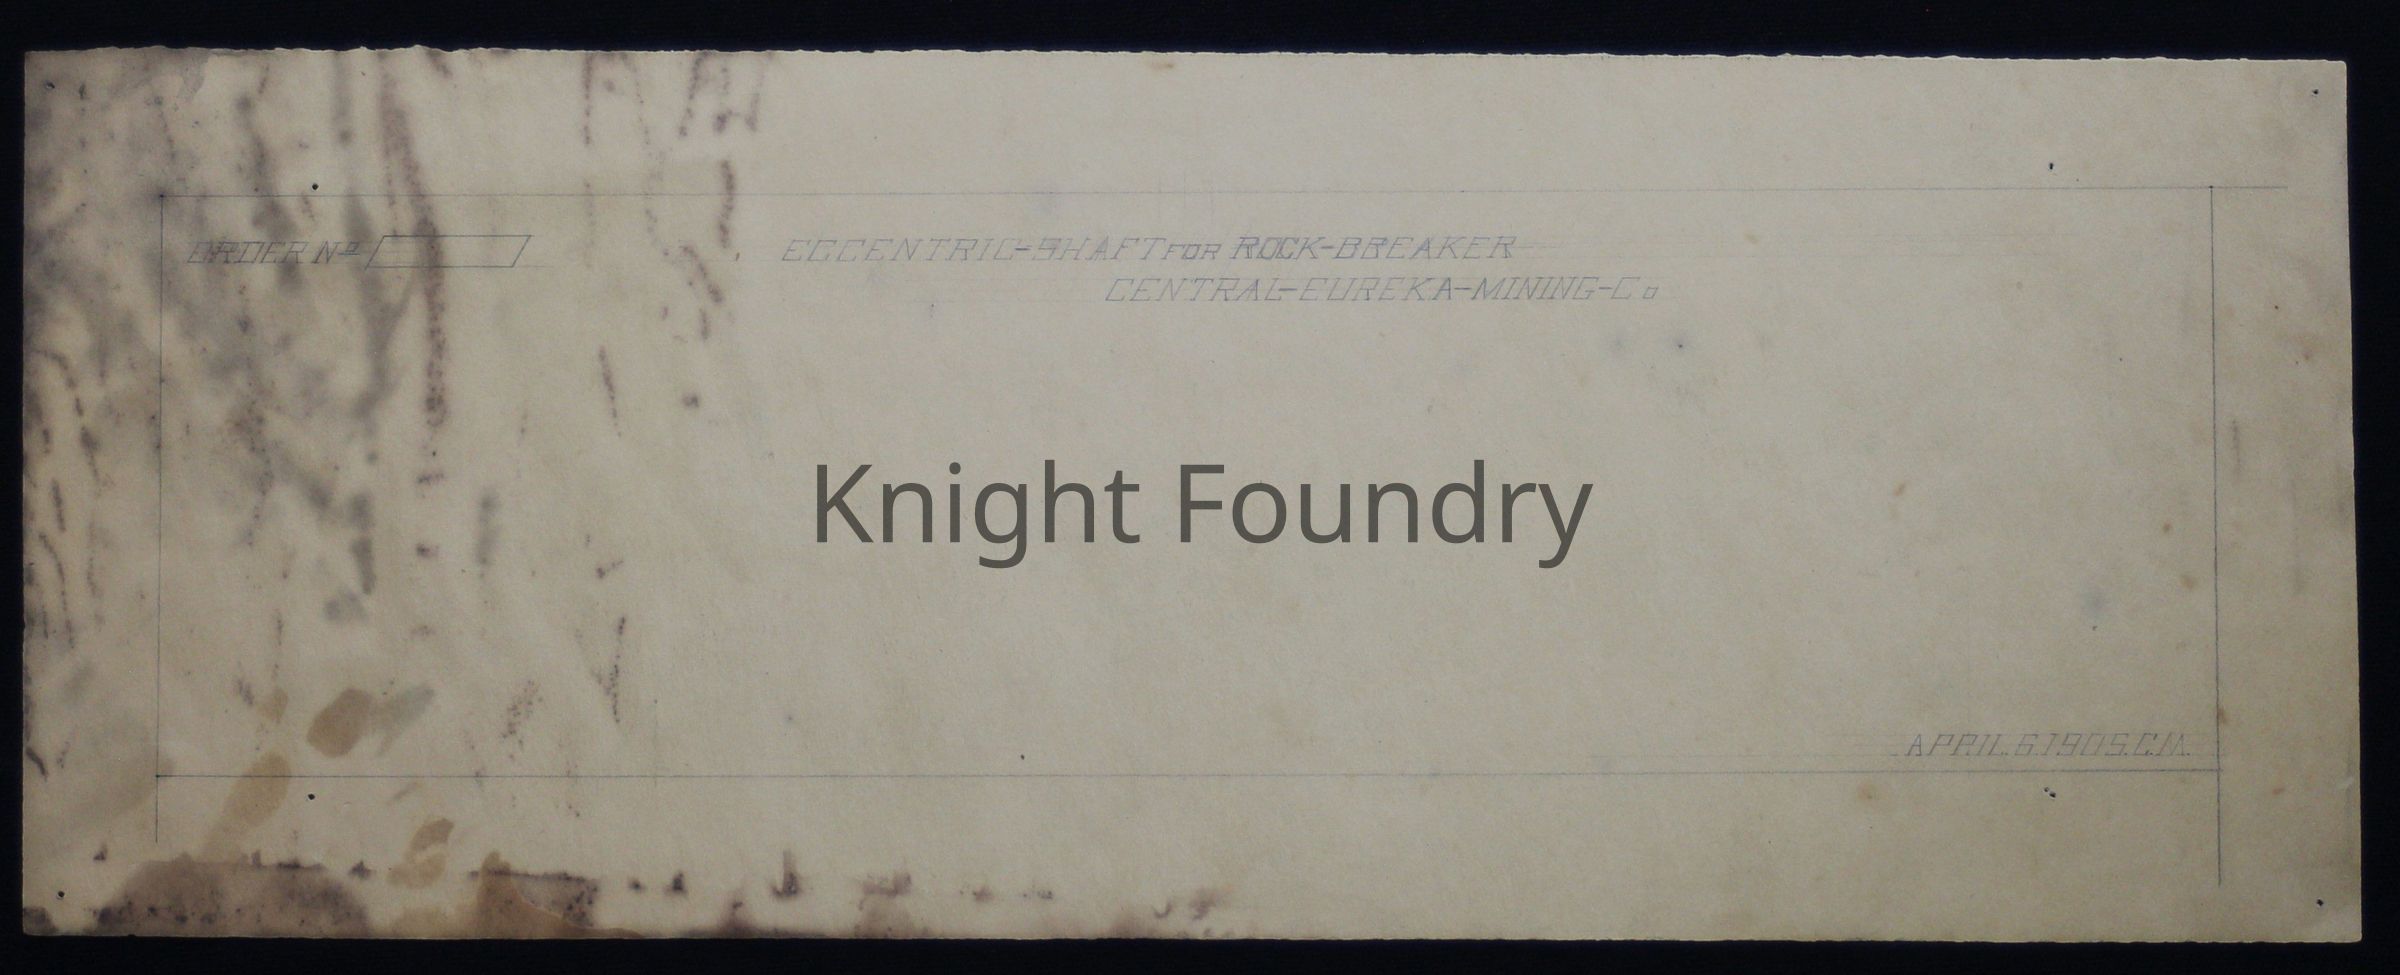 ORDER Nº
ECCENTRIC-SHAFT FOR ROCK-BREAKER
CENTRAL-EUREKA-MINING-Co
Knight Foundry
APRIL.6.1905.C.M.